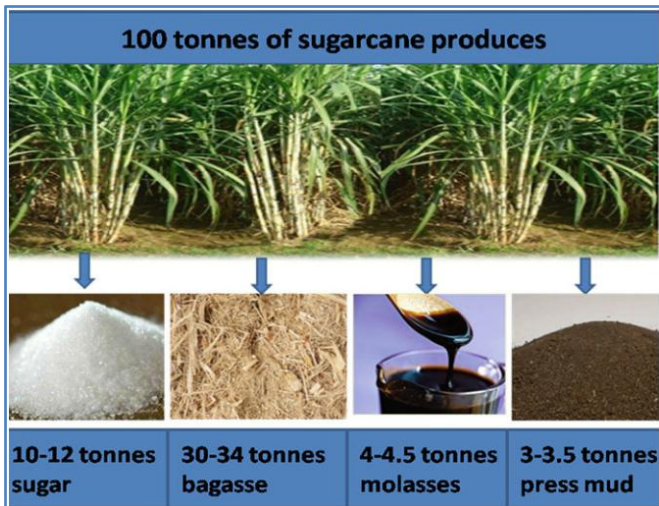 100 tonnes of sugarcane produces
10-12 tonnes
sugar
30-34 tonnes
bagasse
4-4.5 tonnes
molasses
3-3.5 tonnes
press mud